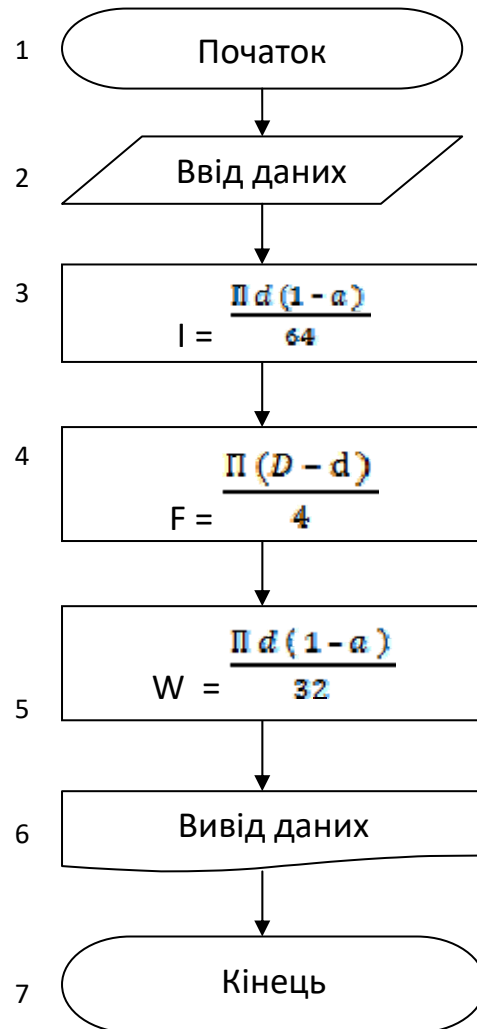 1 Початок
2 Ввід даних
3 I = П d (1 - a) / 64
4 F = П (D – d) / 4
5 W = П d (1 - a) / 32
6 Вивід даних
7 Кінець